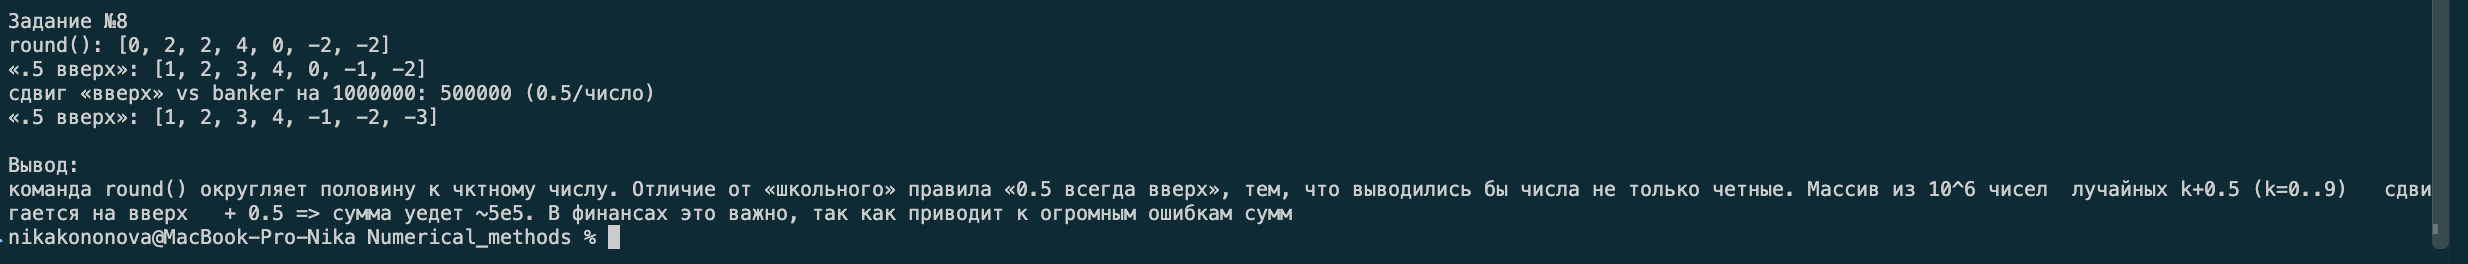 Задание №8
round(): [0, 2, 2, 4, 0, -2, -2]
«.5 вверх»: [1, 2, 3, 4, 0, -1, -2]
сдвиг «вверх» vs banker на 1000000: 500000 (0.5/число)
«.5 вверх»: [1, 2, 3, 4, -1, -2, -3]
Вывод:
команда round() округляет половину к чктному числу. Отличие от «школьного» правила «0.5 всегда вверх», тем, что выводились бы числа не только четные. Массив из 10^6 чисел  лучайных k+0.5 (k=0..9)   сдви
гается на вверх   + 0.5 => сумма уедет ~5e5. В финансах это важно, так как приводит к огромным ошибкам сумм
nikakononova@MacBook-Pro-Nika Numerical_methods %